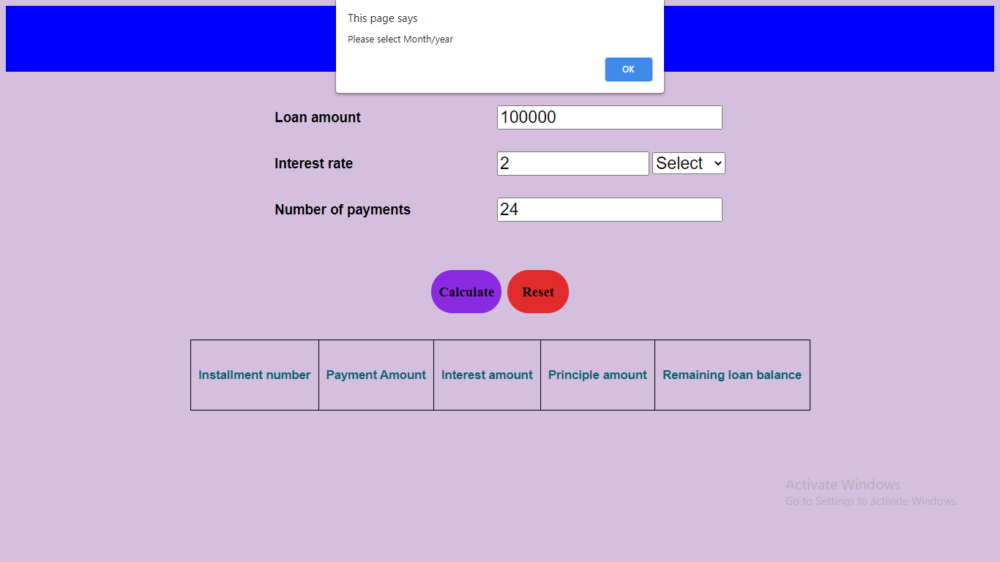 This page says
Please select Month/year
OK
Loan amount 100000
Interest rate 2 Select
Number of payments 24
Calculate Reset
Installment number Payment Amount Interest amount Principle amount Remaining loan balance
Activate Windows
Go to Settings to activate Windows.